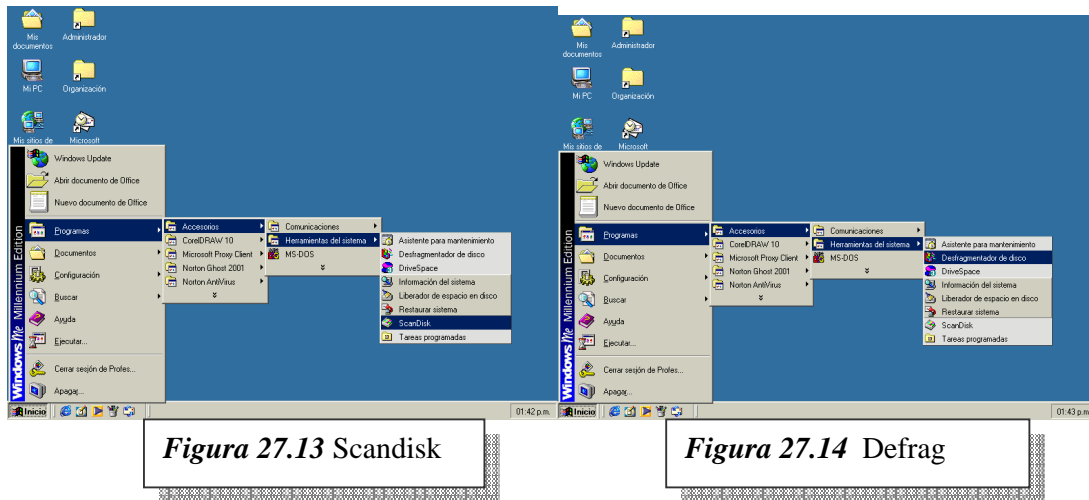 Mis
documentos
Administrador
Mi PC
Organización
Mis sitios de
Microsoft
Windows Me Millennium Edition
Windows Update
Abrir documento de Office
Nuevo documento de Office
Programas
Documentos
Configuración
Buscar
Ayuda
Ejecutar...
Cerrar sesión de Profes...
Apagar...
Accesorios
CorelDRAW 10
Microsoft Proxy Client
Norton Ghost 2001
Norton AntiVirus
Comunicaciones
Herramientas del sistema
MS-DOS
Asistente para mantenimiento
Desfragmentador de disco
DriveSpace
Información del sistema
Liberador de espacio en disco
Restaurar sistema
ScanDisk
Tareas programadas
Inicio
01:42 p.m.
Figura 27.13 Scandisk
Mis
documentos
Administrador
Mi PC
Organización
Mis sitios de
Microsoft
Windows Me Millennium Edition
Windows Update
Abrir documento de Office
Nuevo documento de Office
Programas
Documentos
Configuración
Buscar
Ayuda
Ejecutar...
Cerrar sesión de Profes...
Apagar...
Accesorios
CorelDRAW 10
Microsoft Proxy Client
Norton Ghost 2001
Norton AntiVirus
Comunicaciones
Herramientas del sistema
MS-DOS
Asistente para mantenimiento
Desfragmentador de disco
DriveSpace
Información del sistema
Liberador de espacio en disco
Restaurar sistema
ScanDisk
Tareas programadas
Inicio
01:43 p.m
Figura 27.14 Defrag